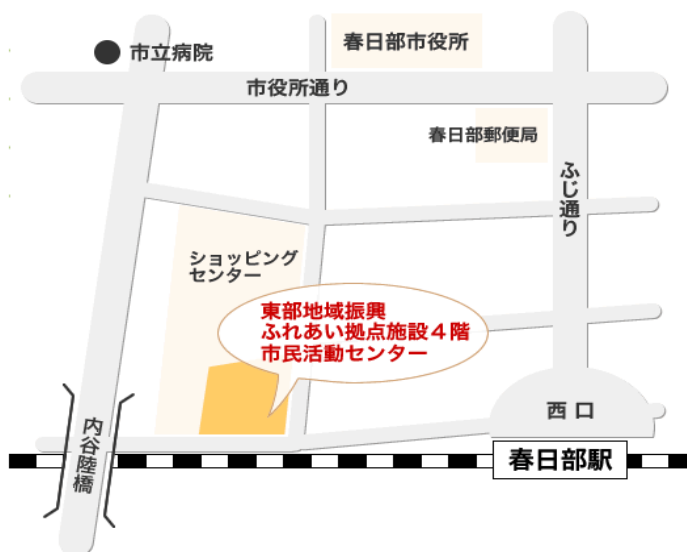 春日部市役所
市立病院
市役所通り
春日部郵便局
ふじ通り
ショッピング
センター
東部地域振興
ふれあい拠点施設４階
市民活動センター
西口
内谷陸橋
春日部駅